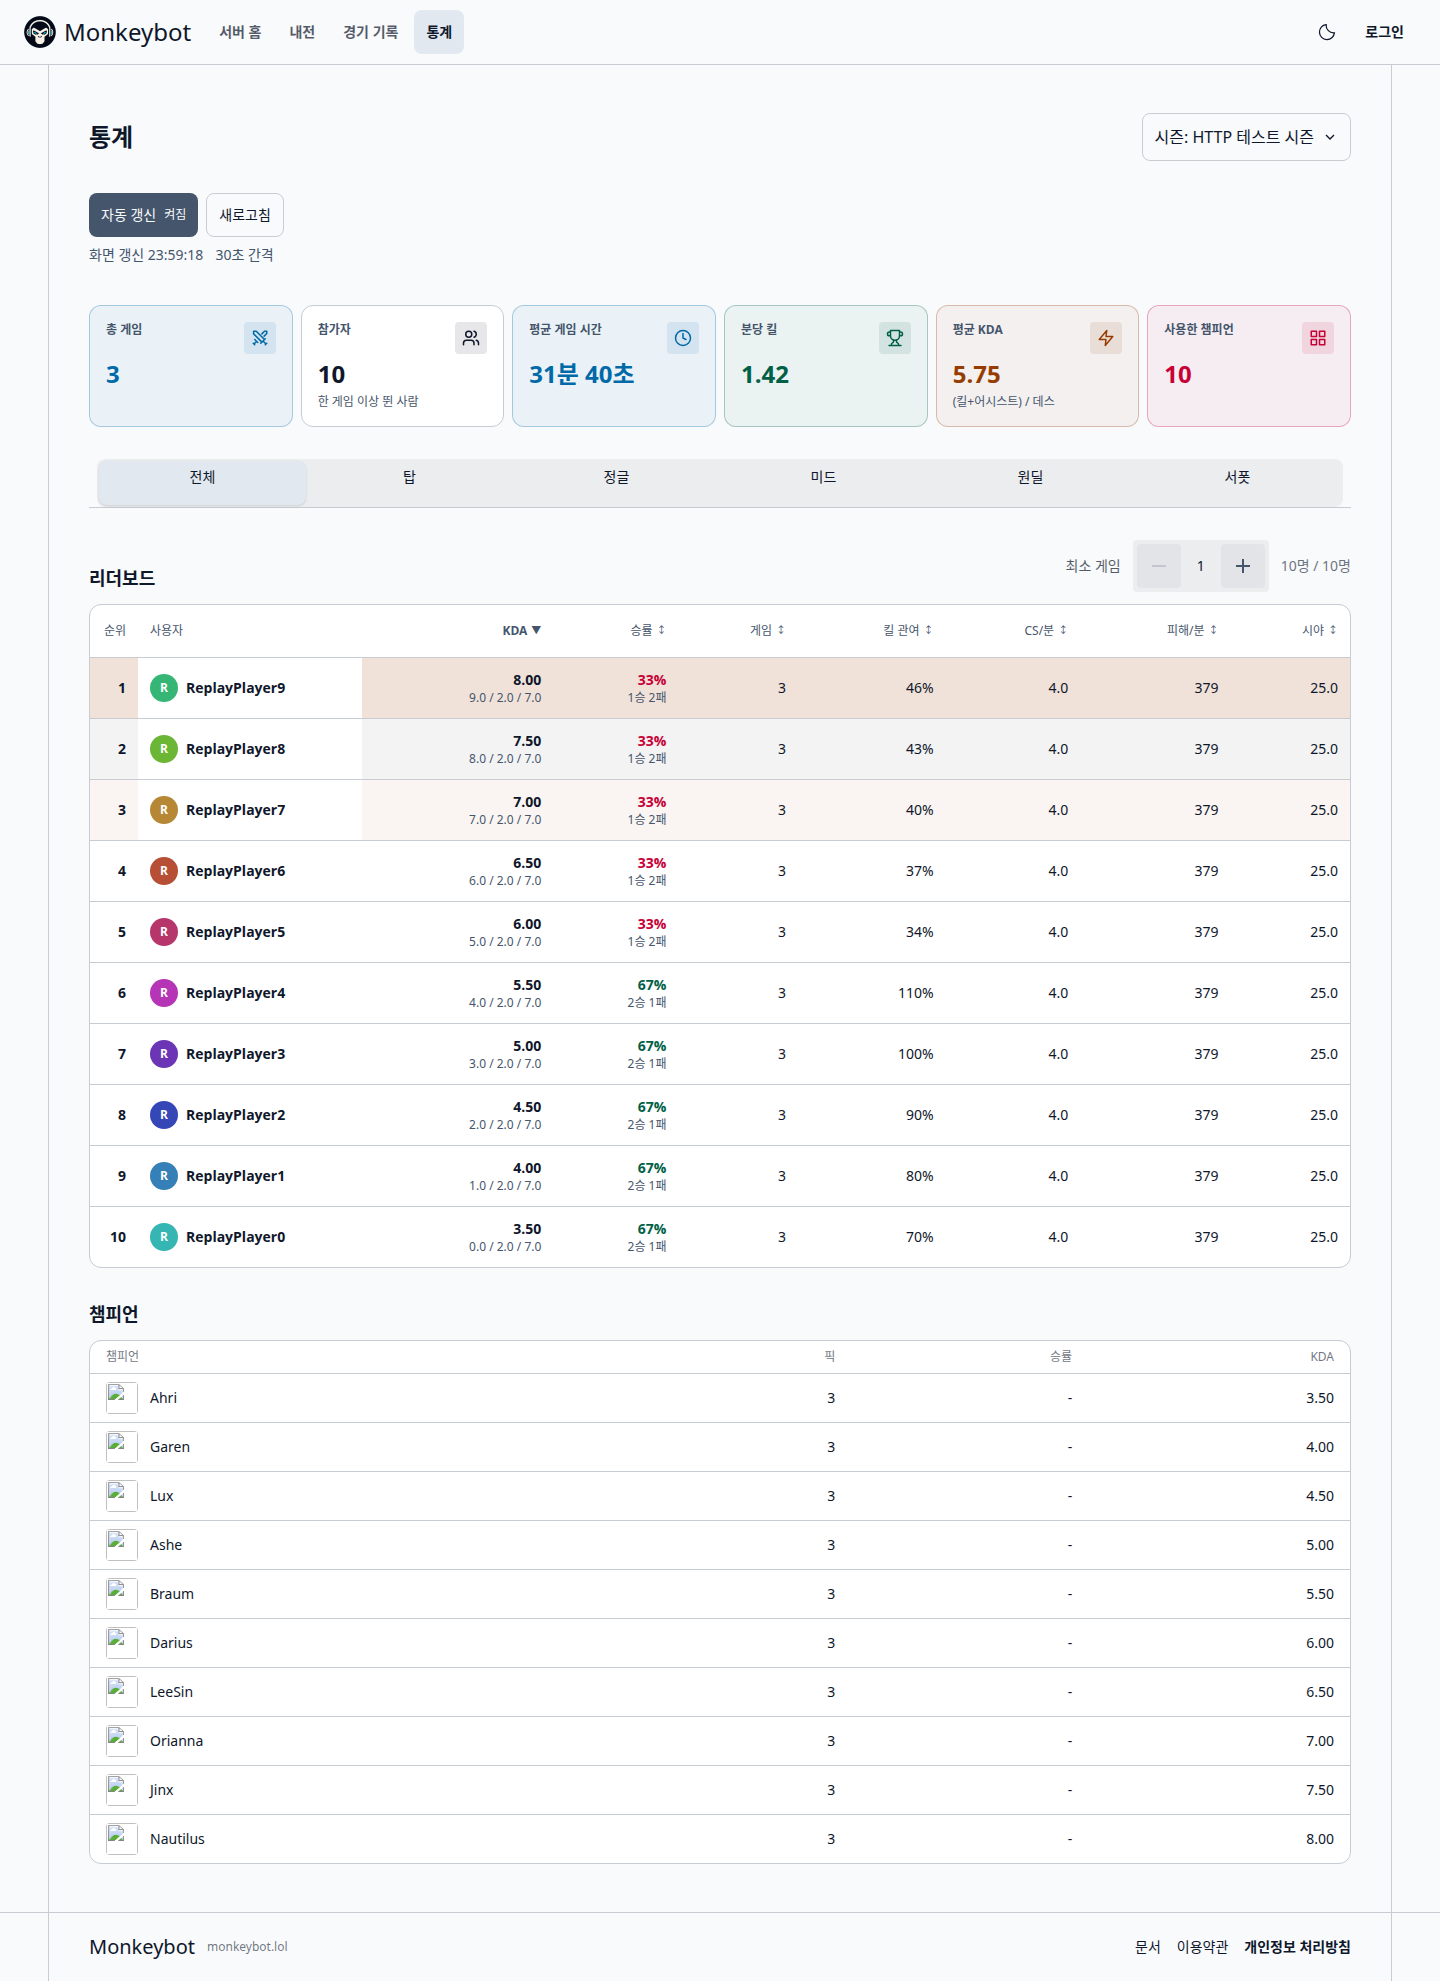 Monkeybot 서버 홈 내전 경기 기록 통계 로그인
통계
시즌: HTTP 테스트 시즌
자동 갱신 켜짐 새로고침
화면 갱신 23:59:18 30초 간격
총 게임
3
참가자
10
한 게임 이상 뛴 사람
평균 게임 시간
31분 40초
분당 킬
1.42
평균 KDA
5.75
(킬+어시스트) / 데스
사용한 챔피언
10
전체 탑 정글 미드 원딜 서폿
리더보드
최소 게임 — 1 + 10명 / 10명
순위 사용자 KDA ▼ 승률 ↕ 게임 ↕ 킬 관여 ↕ CS/분 ↕ 피해/분 ↕ 시야 ↕
1 R ReplayPlayer9 8.00 33% 3 46% 4.0 379 25.0
9.0 / 2.0 / 7.0 1승 2패
2 R ReplayPlayer8 7.50 33% 3 43% 4.0 379 25.0
8.0 / 2.0 / 7.0 1승 2패
3 R ReplayPlayer7 7.00 33% 3 40% 4.0 379 25.0
7.0 / 2.0 / 7.0 1승 2패
4 R ReplayPlayer6 6.50 33% 3 37% 4.0 379 25.0
6.0 / 2.0 / 7.0 1승 2패
5 R ReplayPlayer5 6.00 33% 3 34% 4.0 379 25.0
5.0 / 2.0 / 7.0 1승 2패
6 R ReplayPlayer4 5.50 67% 3 110% 4.0 379 25.0
4.0 / 2.0 / 7.0 2승 1패
7 R ReplayPlayer3 5.00 67% 3 100% 4.0 379 25.0
3.0 / 2.0 / 7.0 2승 1패
8 R ReplayPlayer2 4.50 67% 3 90% 4.0 379 25.0
2.0 / 2.0 / 7.0 2승 1패
9 R ReplayPlayer1 4.00 67% 3 80% 4.0 379 25.0
1.0 / 2.0 / 7.0 2승 1패
10 R ReplayPlayer0 3.50 67% 3 70% 4.0 379 25.0
0.0 / 2.0 / 7.0 2승 1패
챔피언
챔피언 픽 승률 KDA
Ahri 3 - 3.50
Garen 3 - 4.00
Lux 3 - 4.50
Ashe 3 - 5.00
Braum 3 - 5.50
Darius 3 - 6.00
LeeSin 3 - 6.50
Orianna 3 - 7.00
Jinx 3 - 7.50
Nautilus 3 - 8.00
Monkeybot monkeybot.lol 문서 이용약관 개인정보 처리방침